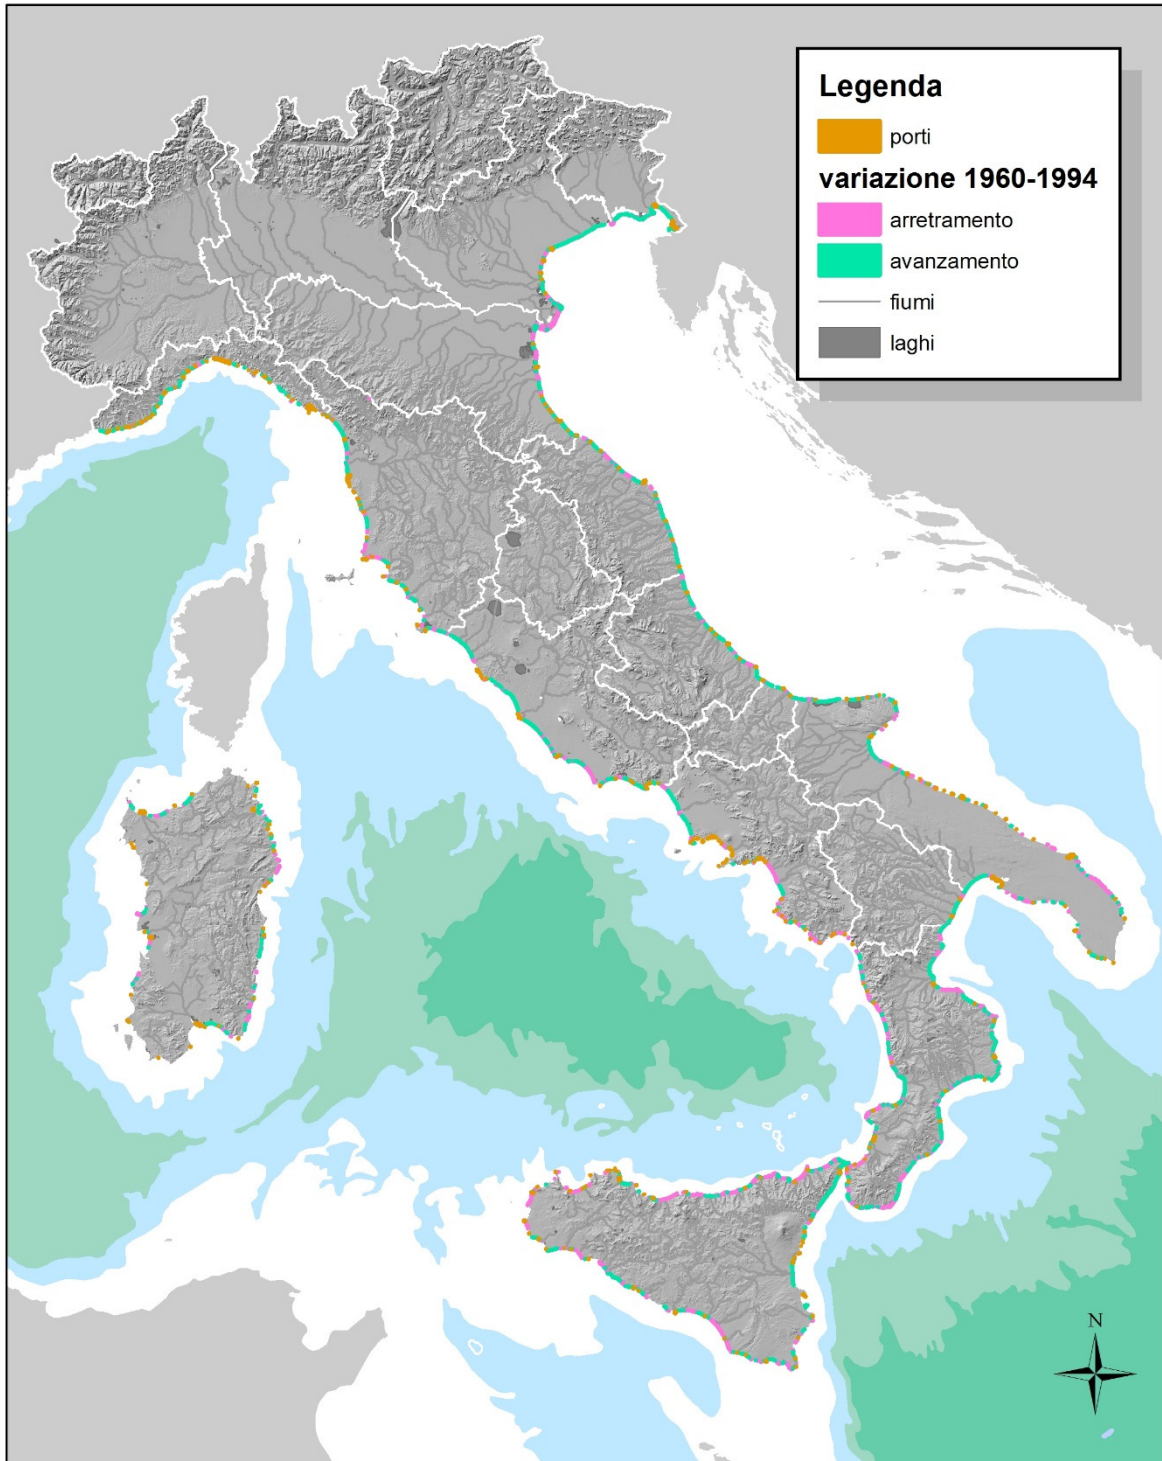 Legenda
porti
variazione 1960-1994
arretramento
avanzamento
fiumi
laghi
N